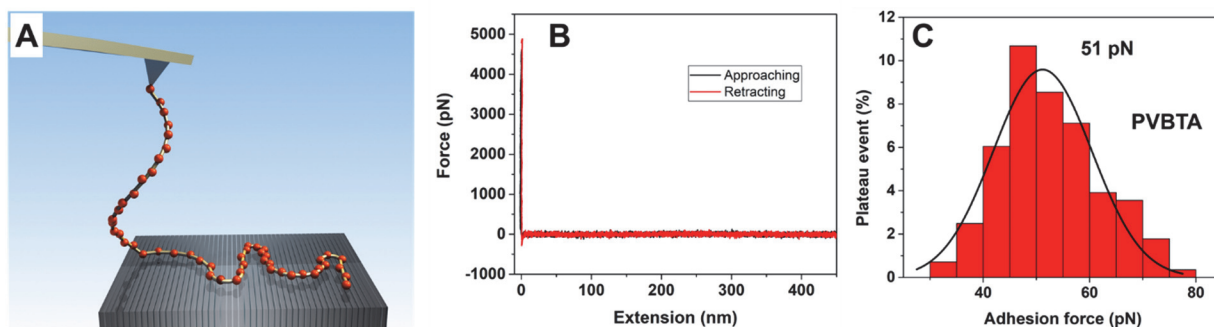 A
B
5000
4000
3000
2000
1000
0
-1000
Force (pN)
Approaching
Retracting
0
100
200
300
400
Extension (nm)
C
12
10
8
6
4
2
0
Plateau event (%)
51 pN
PVBTA
40
60
80
Adhesion force (pN)